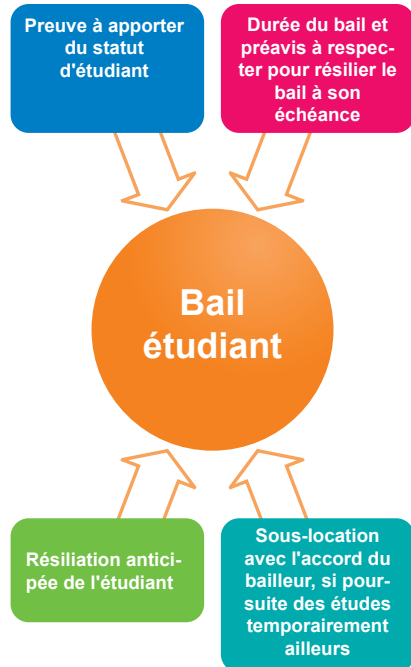 Preuve à apporter
du statut
d'étudiant
Durée du bail et
préavis à respec-
ter pour résilier le
bail à son
échéance
Bail
étudiant
Résiliation antici-
pée de l'étudiant
Sous-location
avec l'accord du
bailleur, si pour-
suite des études
temporairement
ailleurs